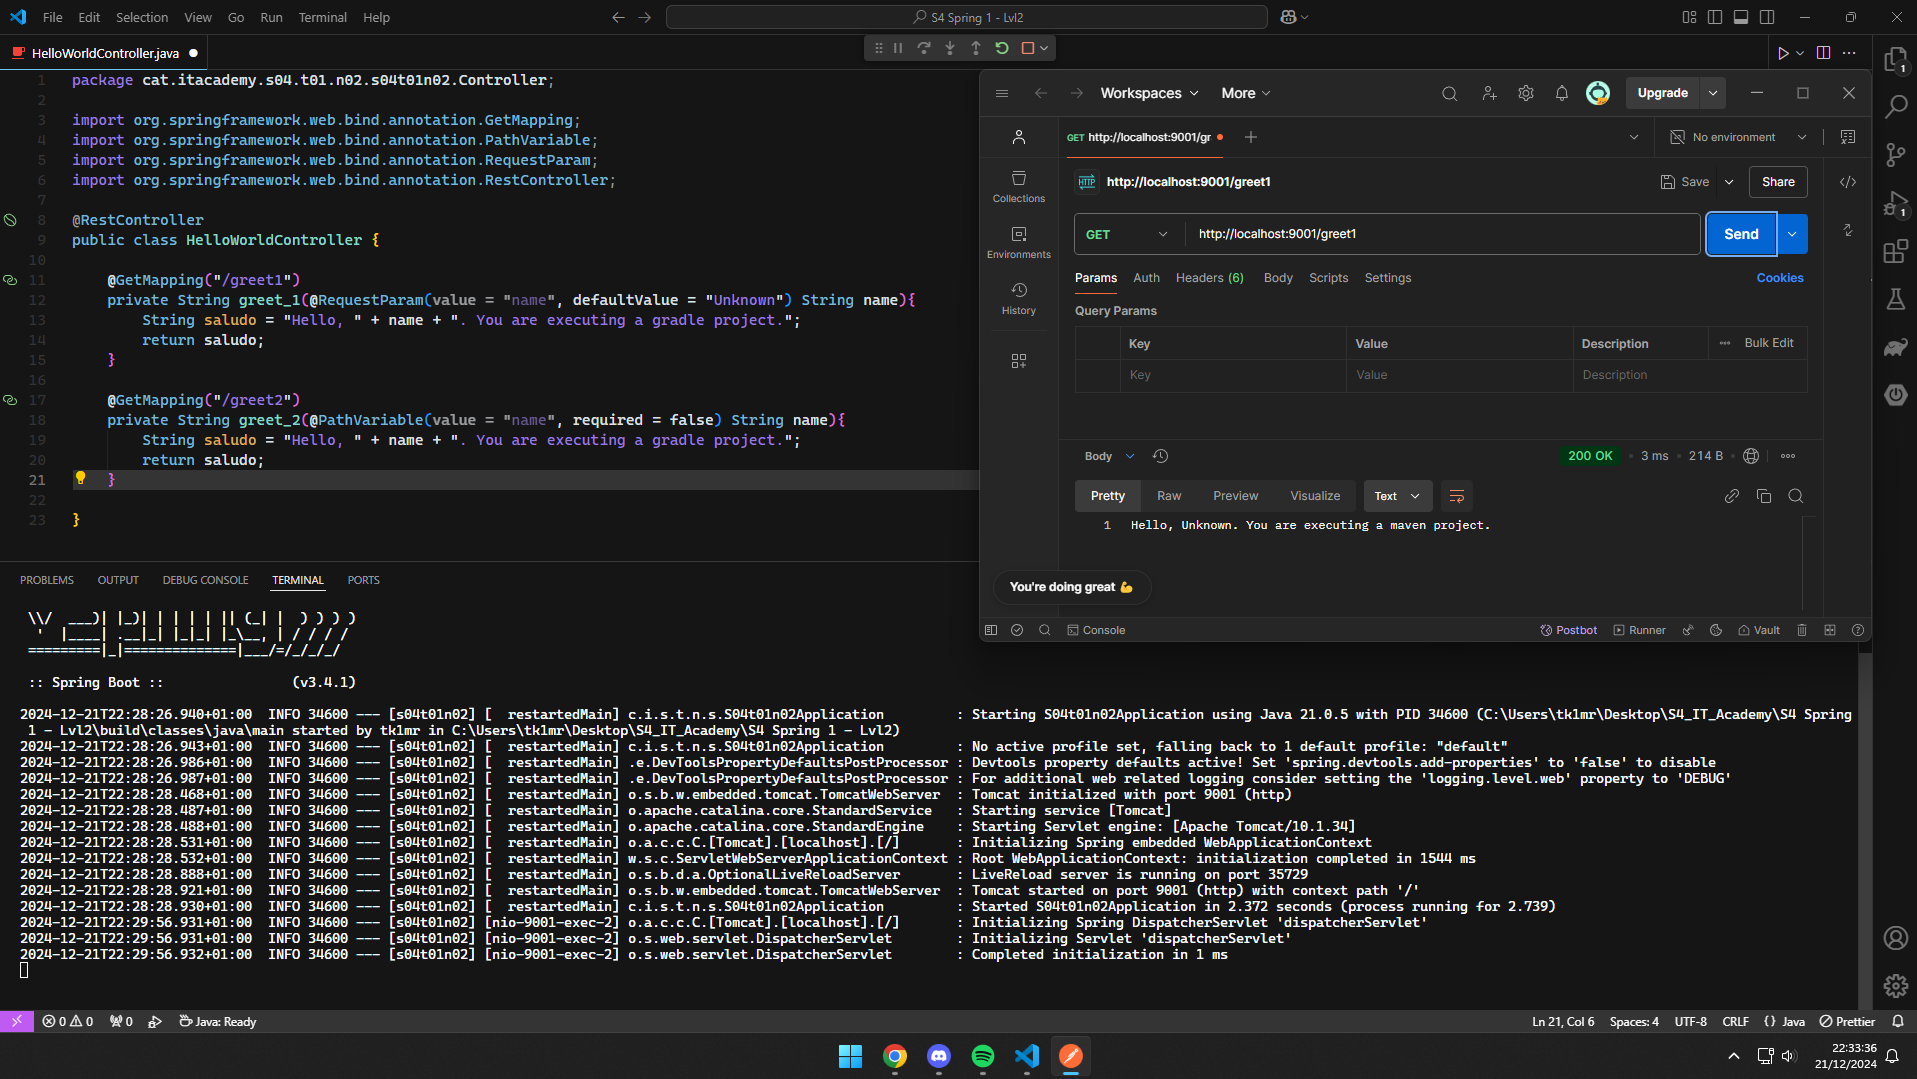 File Edit Selection View Go Run Terminal Help
S4 Spring 1 - Lvl2
HelloWorldController.java
1 package cat.itacademy.s04.t01.n02.s04t01n02.Controller;
2
3 import org.springframework.web.bind.annotation.GetMapping;
4 import org.springframework.web.bind.annotation.PathVariable;
5 import org.springframework.web.bind.annotation.RequestParam;
6 import org.springframework.web.bind.annotation.RestController;
7
8 @RestController
9 public class HelloWorldController {
10
11 @GetMapping("/greet1")
12 private String greet_1(@RequestParam(value = "name", defaultValue = "Unknown") String name){
13 String saludo = "Hello, " + name + ". You are executing a gradle project.";
14 return saludo;
15 }
16
17 @GetMapping("/greet2")
18 private String greet_2(@PathVariable(value = "name", required = false) String name){
19 String saludo = "Hello, " + name + ". You are executing a gradle project.";
20 return saludo;
21 }
22
23 }
Workspaces More Upgrade
GET http://localhost:9001/gr No environment
HTTP http://localhost:9001/greet1 Save Share
Collections
Environments
History
GET http://localhost:9001/greet1 Send
Params Auth Headers (6) Body Scripts Settings Cookies
Query Params
Key Value Description Bulk Edit
Key Value Description
Body 200 OK 3 ms 214 B
Pretty Raw Preview Visualize Text
1 Hello, Unknown. You are executing a maven project.
You're doing great 💪
Console Postbot Runner Vault
1
1
PROBLEMS OUTPUT DEBUG CONSOLE TERMINAL PORTS
\\/  ___)| |_)| | | | | || (_| |  ) ) ) )
'  |____| .__|_| |_|_| |_\__, | / / / /
=========|_|==============|___/=/_/_/_/
:: Spring Boot :: (v3.4.1)
2024-12-21T22:28:26.940+01:00 INFO 34600 --- [s04t01n02] [ restartedMain] c.i.s.t.n.s.S04t01n02Application : Starting S04t01n02Application using Java 21.0.5 with PID 34600 (C:\Users\tk1mr\Desktop\S4_IT_Academy\S4 Spring
1 - Lvl2\build\classes\java\main started by tk1mr in C:\Users\tk1mr\Desktop\S4_IT_Academy\S4 Spring 1 - Lvl2)
2024-12-21T22:28:26.943+01:00 INFO 34600 --- [s04t01n02] [ restartedMain] c.i.s.t.n.s.S04t01n02Application : No active profile set, falling back to 1 default profile: "default"
2024-12-21T22:28:26.986+01:00 INFO 34600 --- [s04t01n02] [ restartedMain] .e.DevToolsPropertyDefaultsPostProcessor : Devtools property defaults active! Set 'spring.devtools.add-properties' to 'false' to disable
2024-12-21T22:28:26.987+01:00 INFO 34600 --- [s04t01n02] [ restartedMain] .e.DevToolsPropertyDefaultsPostProcessor : For additional web related logging consider setting the 'logging.level.web' property to 'DEBUG'
2024-12-21T22:28:28.468+01:00 INFO 34600 --- [s04t01n02] [ restartedMain] o.s.b.w.embedded.tomcat.TomcatWebServer : Tomcat initialized with port 9001 (http)
2024-12-21T22:28:28.487+01:00 INFO 34600 --- [s04t01n02] [ restartedMain] o.apache.catalina.core.StandardService : Starting service [Tomcat]
2024-12-21T22:28:28.488+01:00 INFO 34600 --- [s04t01n02] [ restartedMain] o.apache.catalina.core.StandardEngine : Starting Servlet engine: [Apache Tomcat/10.1.34]
2024-12-21T22:28:28.531+01:00 INFO 34600 --- [s04t01n02] [ restartedMain] o.a.c.c.C.[Tomcat].[localhost].[/] : Initializing Spring embedded WebApplicationContext
2024-12-21T22:28:28.532+01:00 INFO 34600 --- [s04t01n02] [ restartedMain] w.s.c.ServletWebServerApplicationContext : Root WebApplicationContext: initialization completed in 1544 ms
2024-12-21T22:28:28.888+01:00 INFO 34600 --- [s04t01n02] [ restartedMain] o.s.b.d.a.OptionalLiveReloadServer : LiveReload server is running on port 35729
2024-12-21T22:28:28.921+01:00 INFO 34600 --- [s04t01n02] [ restartedMain] o.s.b.w.embedded.tomcat.TomcatWebServer : Tomcat started on port 9001 (http) with context path '/'
2024-12-21T22:28:28.930+01:00 INFO 34600 --- [s04t01n02] [ restartedMain] c.i.s.t.n.s.S04t01n02Application : Started S04t01n02Application in 2.372 seconds (process running for 2.739)
2024-12-21T22:29:56.931+01:00 INFO 34600 --- [s04t01n02] [nio-9001-exec-2] o.a.c.c.C.[Tomcat].[localhost].[/] : Initializing Spring DispatcherServlet 'dispatcherServlet'
2024-12-21T22:29:56.931+01:00 INFO 34600 --- [s04t01n02] [nio-9001-exec-2] o.s.web.servlet.DispatcherServlet : Initializing Servlet 'dispatcherServlet'
2024-12-21T22:29:56.932+01:00 INFO 34600 --- [s04t01n02] [nio-9001-exec-2] o.s.web.servlet.DispatcherServlet : Completed initialization in 1 ms
0 0 0 Java: Ready Ln 21, Col 6 Spaces: 4 UTF-8 CRLF {} Java Prettier
22:33:36
21/12/2024